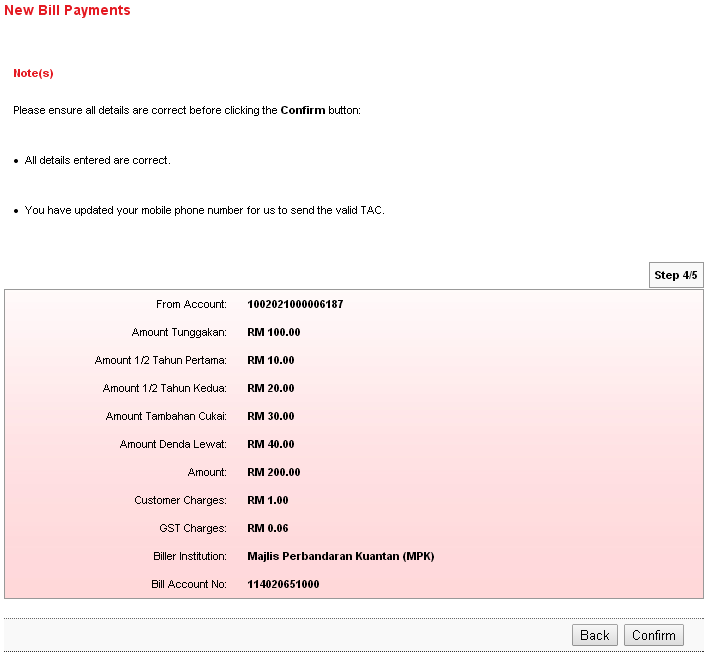 New Bill Payments
Note(s)
Please ensure all details are correct before clicking the Confirm button:
• All details entered are correct.
• You have updated your mobile phone number for us to send the valid TAC.
Step 4/5
From Account: 1002021000006187
Amount Tunggakan: RM 100.00
Amount 1/2 Tahun Pertama: RM 10.00
Amount 1/2 Tahun Kedua: RM 20.00
Amount Tambahan Cukai: RM 30.00
Amount Denda Lewat: RM 40.00
Amount: RM 200.00
Customer Charges: RM 1.00
GST Charges: RM 0.06
Biller Institution: Majlis Perbandaran Kuantan (MPK)
Bill Account No: 114020651000
Back Confirm